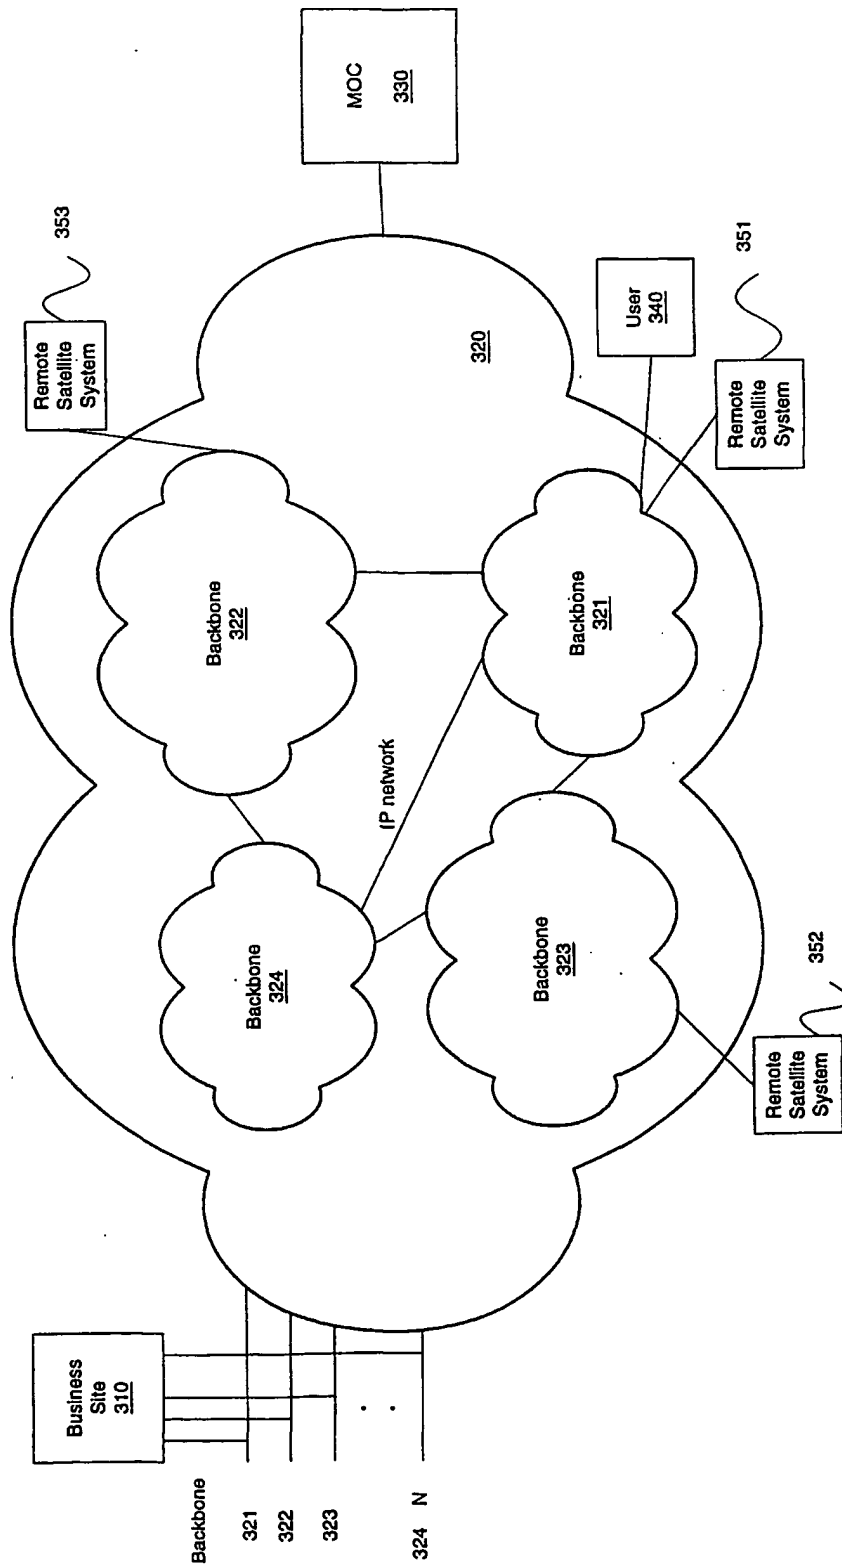 Business
Site
310
Backbone
321
322
323
324 N
Backbone
324
Backbone
322
Backbone
323
Backbone
321
IP network
320
Remote
Satellite
System
353
Remote
Satellite
System
352
Remote
Satellite
System
351
User
340
MOC
330